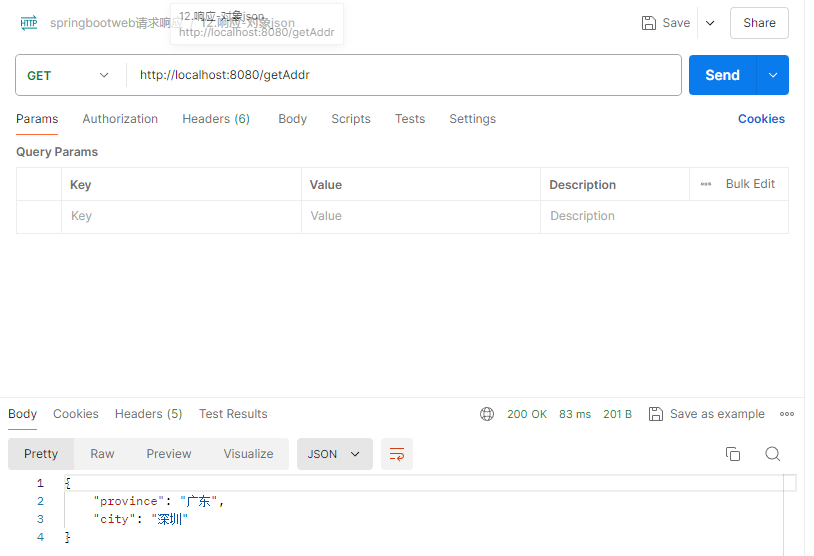 HTTP springbootweb请求响应 / 12.响应-对象json Save Share
12.响应-对象json
http://localhost:8080/getAddr
GET http://localhost:8080/getAddr Send
Params Authorization Headers (6) Body Scripts Tests Settings Cookies
Query Params
Key Value Description ••• Bulk Edit
Key Value Description
Body Cookies Headers (5) Test Results 200 OK 83 ms 201 B Save as example •••
Pretty Raw Preview Visualize JSON
1 {
2 "province": "广东",
3 "city": "深圳"
4 }